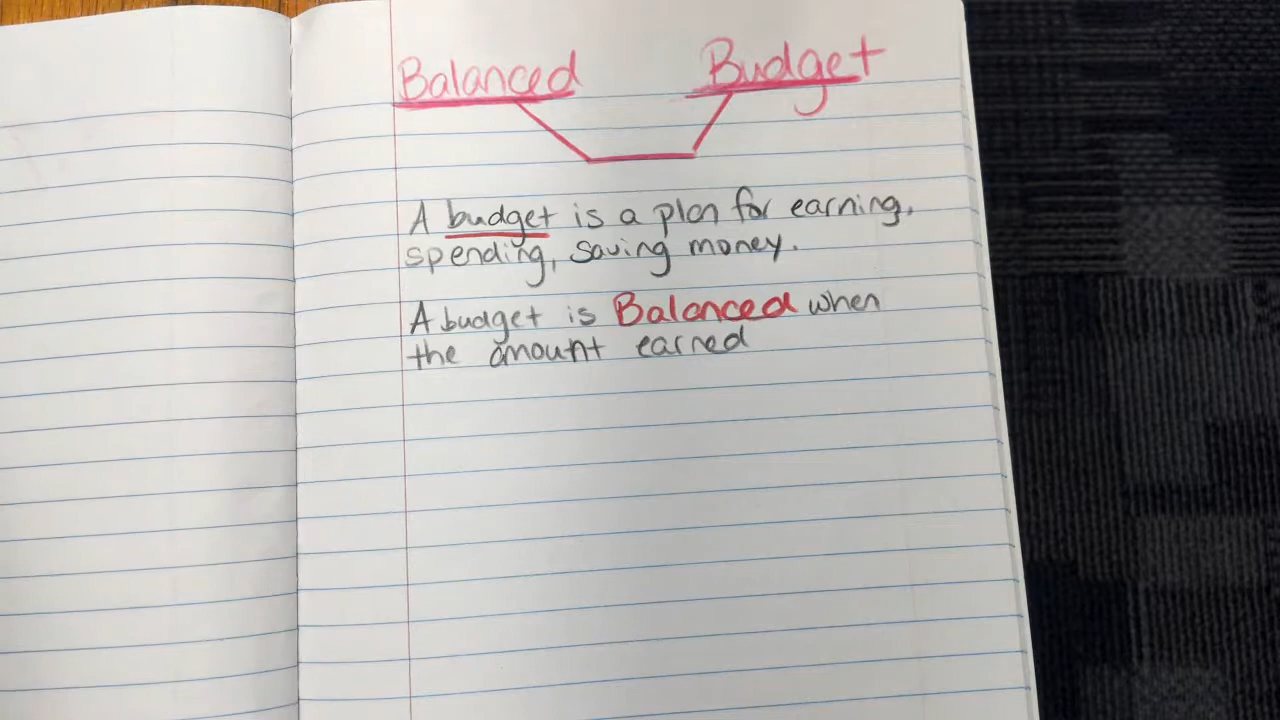 Balanced Budget
A budget is a plan for earning,
spending, saving money.
A budget is Balanced when
the amount earned